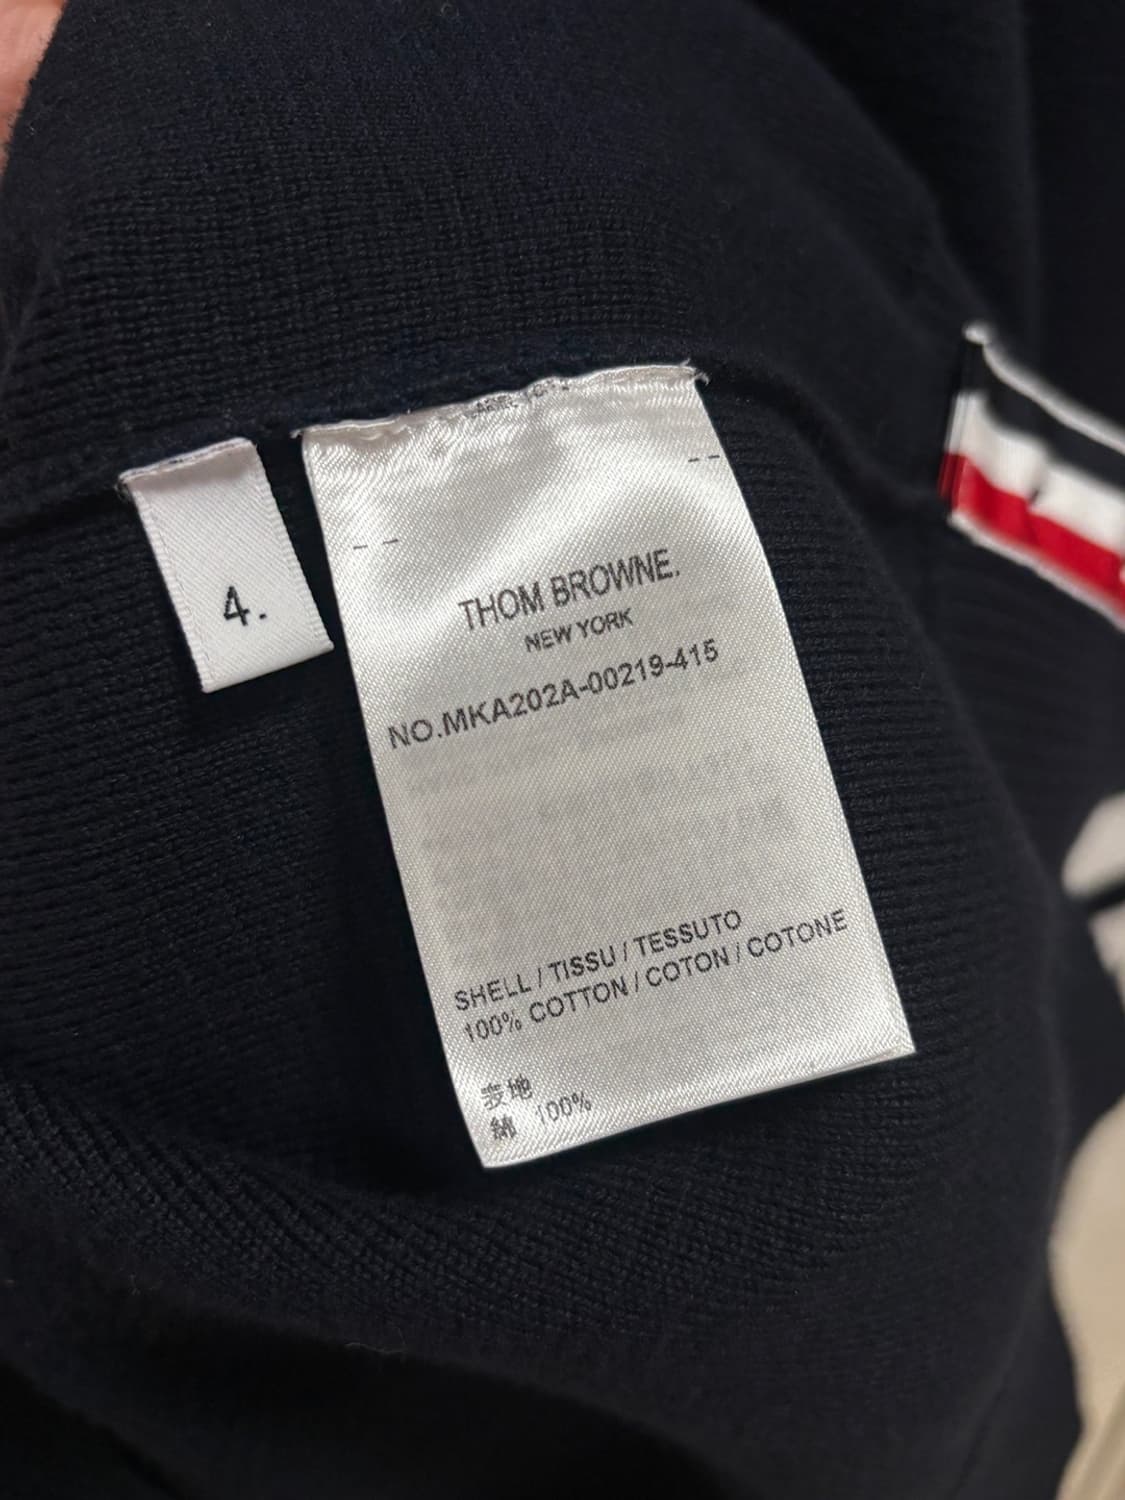 4.
THOM BROWNE.
NEW YORK
NO.MKA202A-00219-415
SHELL / TISSU / TESSUTO
100% COTTON / COTON / COTONE
表地
綿 100%